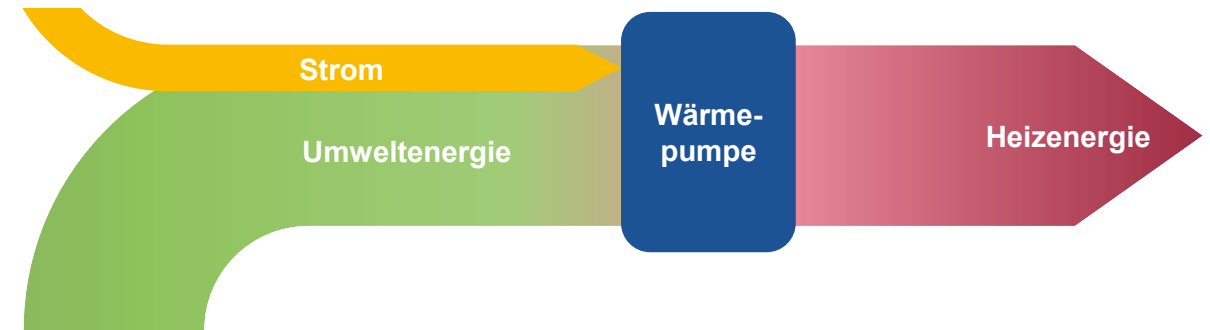 Strom
Umweltenergie
Wärme-
pumpe
Heizenergie